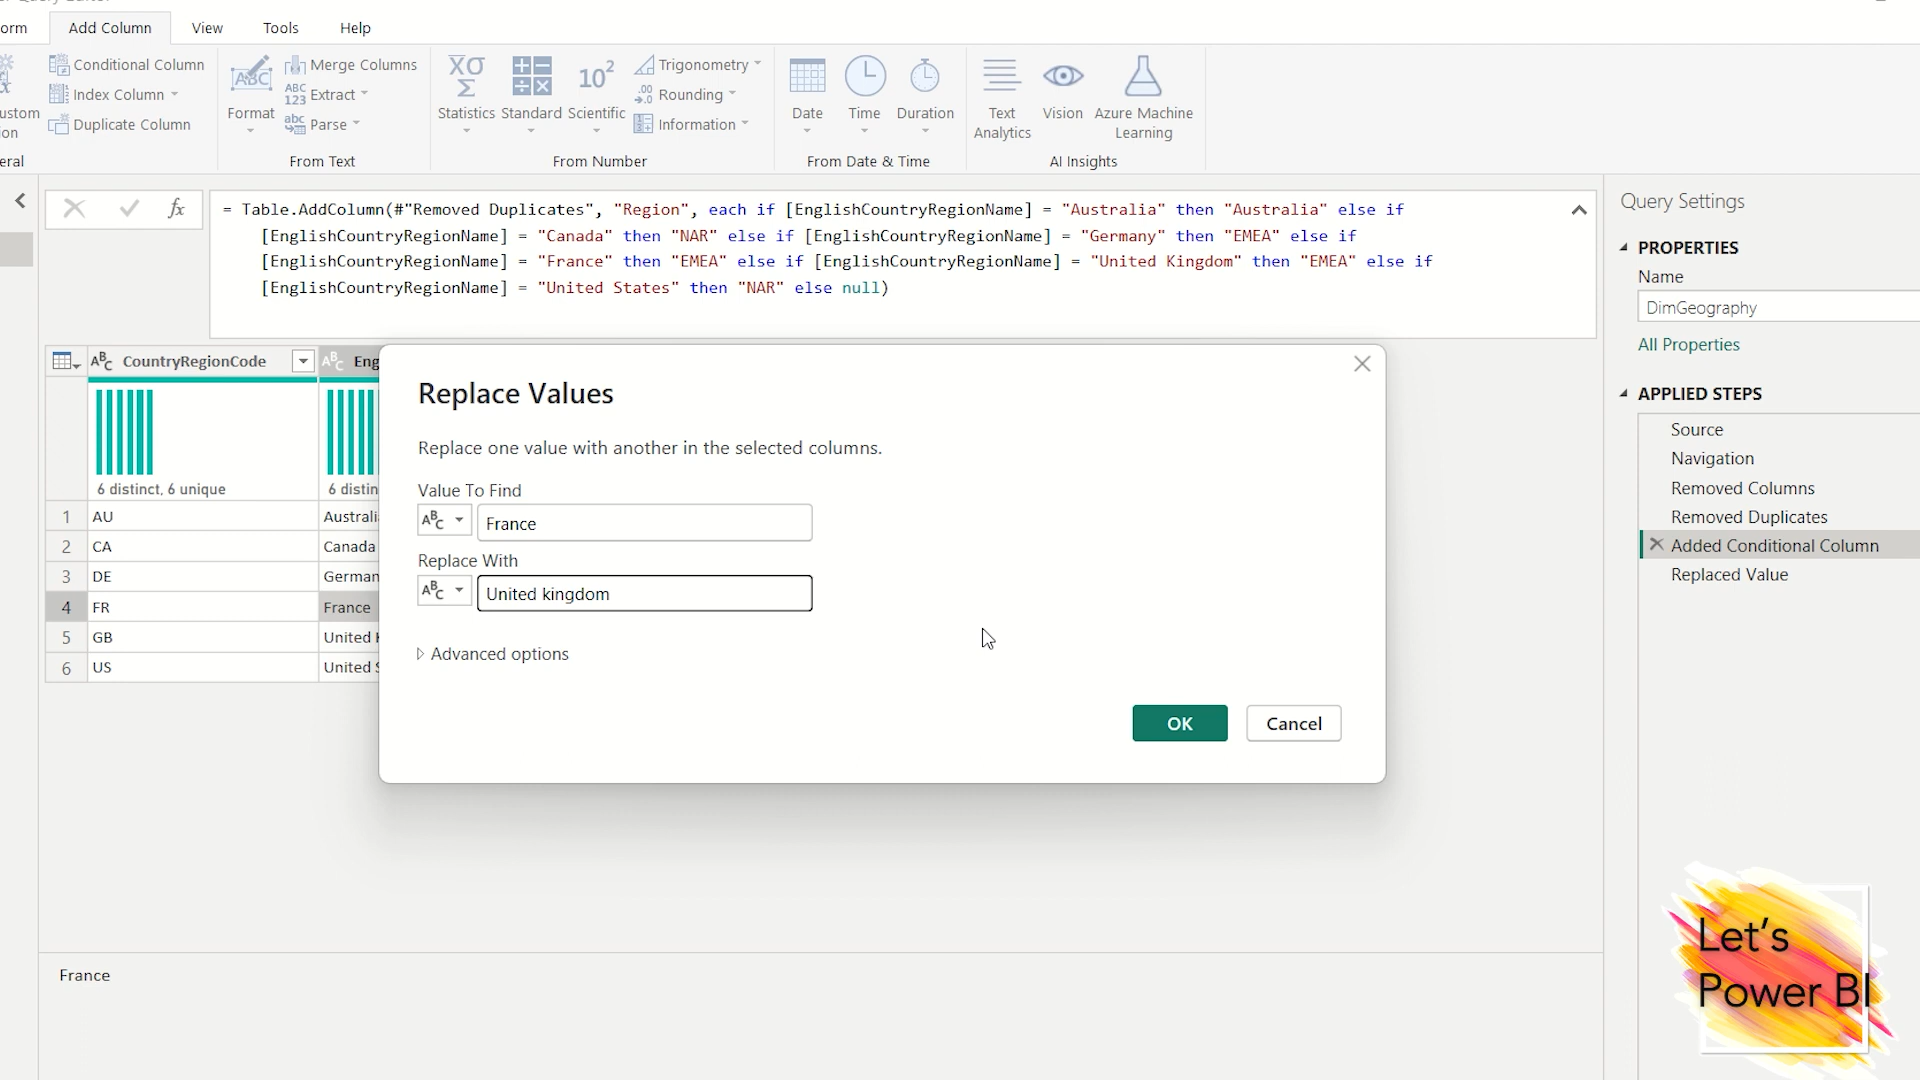 orm
Add Column
View
Tools
Help
Conditional Column
Index Column
Duplicate Column
ustom
on
eral
Format
Merge Columns
Extract
Parse
From Text
Statistics
Standard
Scientific
Trigonometry
Rounding
Information
From Number
Date
Time
Duration
From Date & Time
Text
Analytics
Vision
Azure Machine
Learning
AI Insights
= Table.AddColumn(#"Removed Duplicates", "Region", each if [EnglishCountryRegionName] = "Australia" then "Australia" else if
[EnglishCountryRegionName] = "Canada" then "NAR" else if [EnglishCountryRegionName] = "Germany" then "EMEA" else if
[EnglishCountryRegionName] = "France" then "EMEA" else if [EnglishCountryRegionName] = "United Kingdom" then "EMEA" else if
[EnglishCountryRegionName] = "United States" then "NAR" else null)
CountryRegionCode
Eng
6 distinct, 6 unique
6 distin
1 AU Australi
2 CA Canada
3 DE German
4 FR France
5 GB United K
6 US United S
Replace Values
Replace one value with another in the selected columns.
Value To Find
France
Replace With
United kingdom
Advanced options
OK
Cancel
France
Query Settings
PROPERTIES
Name
DimGeography
All Properties
APPLIED STEPS
Source
Navigation
Removed Columns
Removed Duplicates
Added Conditional Column
Replaced Value
Let's
Power BI